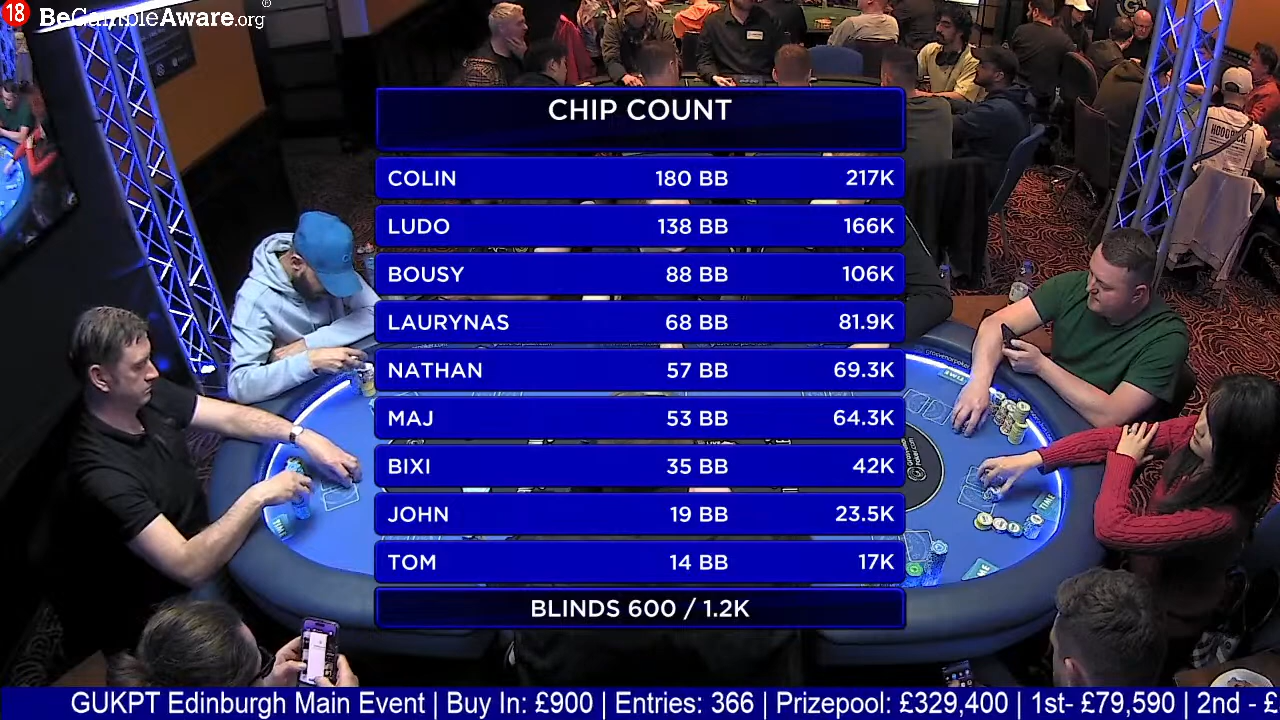 18 BeGambleAware.org®
CHIP COUNT
COLIN 180 BB 217K
LUDO 138 BB 166K
BOUSY 88 BB 106K
LAURYNAS 68 BB 81.9K
NATHAN 57 BB 69.3K
MAJ 53 BB 64.3K
BIXI 35 BB 42K
JOHN 19 BB 23.5K
TOM 14 BB 17K
BLINDS 600 / 1.2K
TIME
TIME
TIME
GUKPT Edinburgh Main Event | Buy In: £900 | Entries: 366 | Prizepool: £329,400 | 1st- £79,590 | 2nd - £